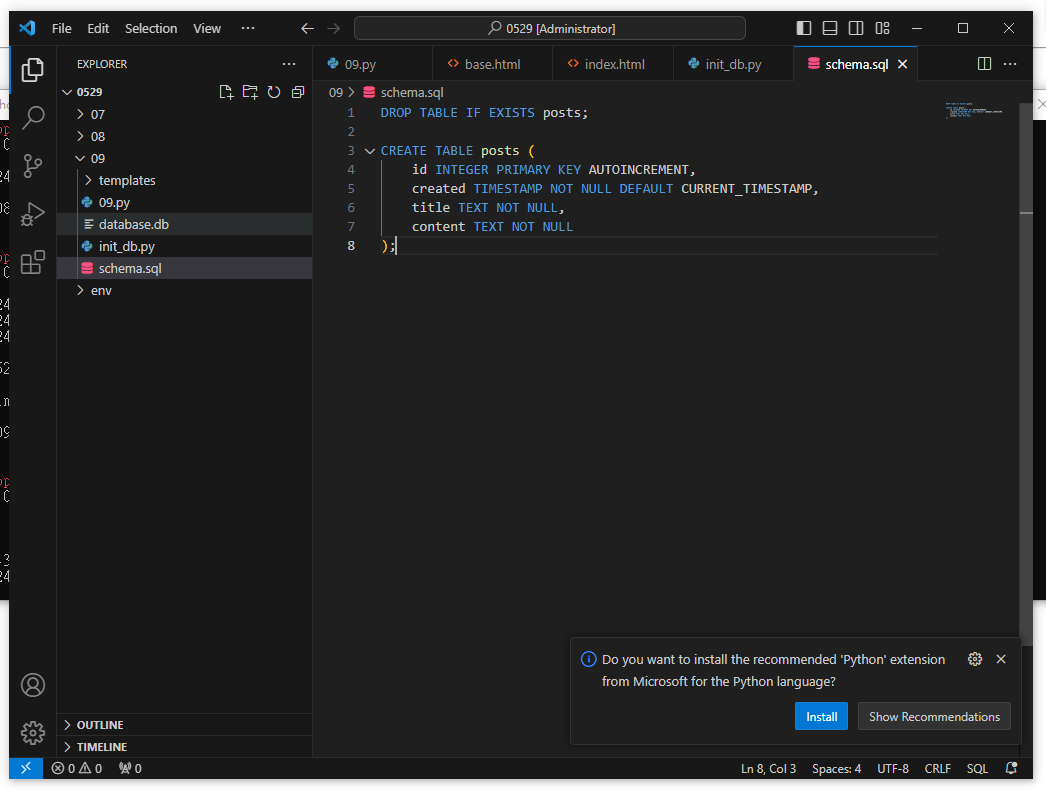 File Edit Selection View ···
0529 [Administrator]
EXPLORER ···
0529
07
08
09
templates
09.py
database.db
init_db.py
schema.sql
env
OUTLINE
TIMELINE
09.py base.html index.html init_db.py schema.sql ···
09 > schema.sql
1 DROP TABLE IF EXISTS posts;
2
3 CREATE TABLE posts (
4 id INTEGER PRIMARY KEY AUTOINCREMENT,
5 created TIMESTAMP NOT NULL DEFAULT CURRENT_TIMESTAMP,
6 title TEXT NOT NULL,
7 content TEXT NOT NULL
8 );
Do you want to install the recommended 'Python' extension
from Microsoft for the Python language?
Install Show Recommendations
0 0 0 Ln 8, Col 3 Spaces: 4 UTF-8 CRLF SQL